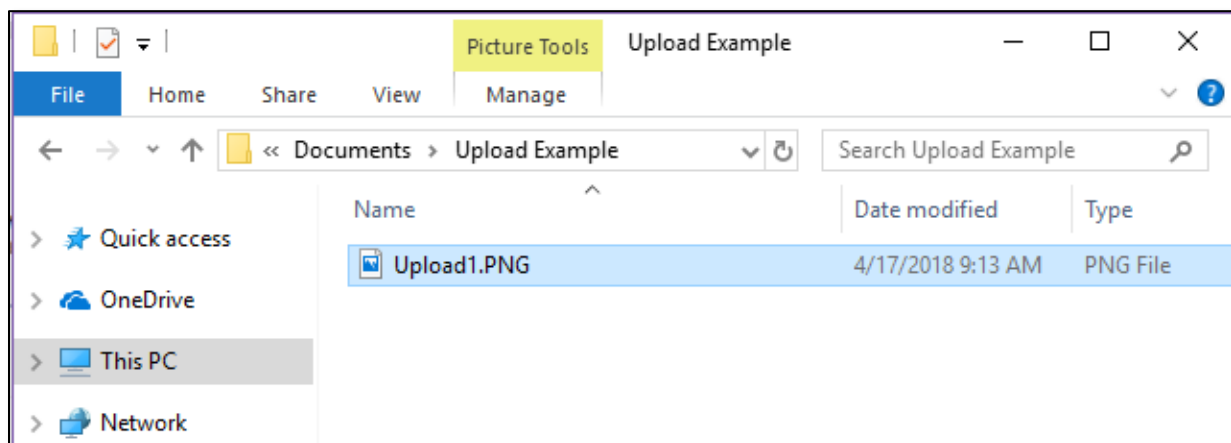 Picture Tools Upload Example
File Home Share View Manage
« Documents > Upload Example Search Upload Example
Name Date modified Type
Quick access
Upload1.PNG 4/17/2018 9:13 AM PNG File
OneDrive
This PC
Network